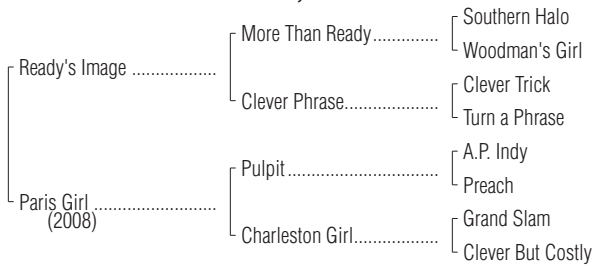 Southern Halo
More Than Ready..............
Woodman's Girl
Ready's Image .................
Clever Trick
Clever Phrase...................
Turn a Phrase
A.P. Indy
Pulpit..............................
Preach
Paris Girl ........................
(2008)
Grand Slam
Charleston Girl.................
Clever But Costly